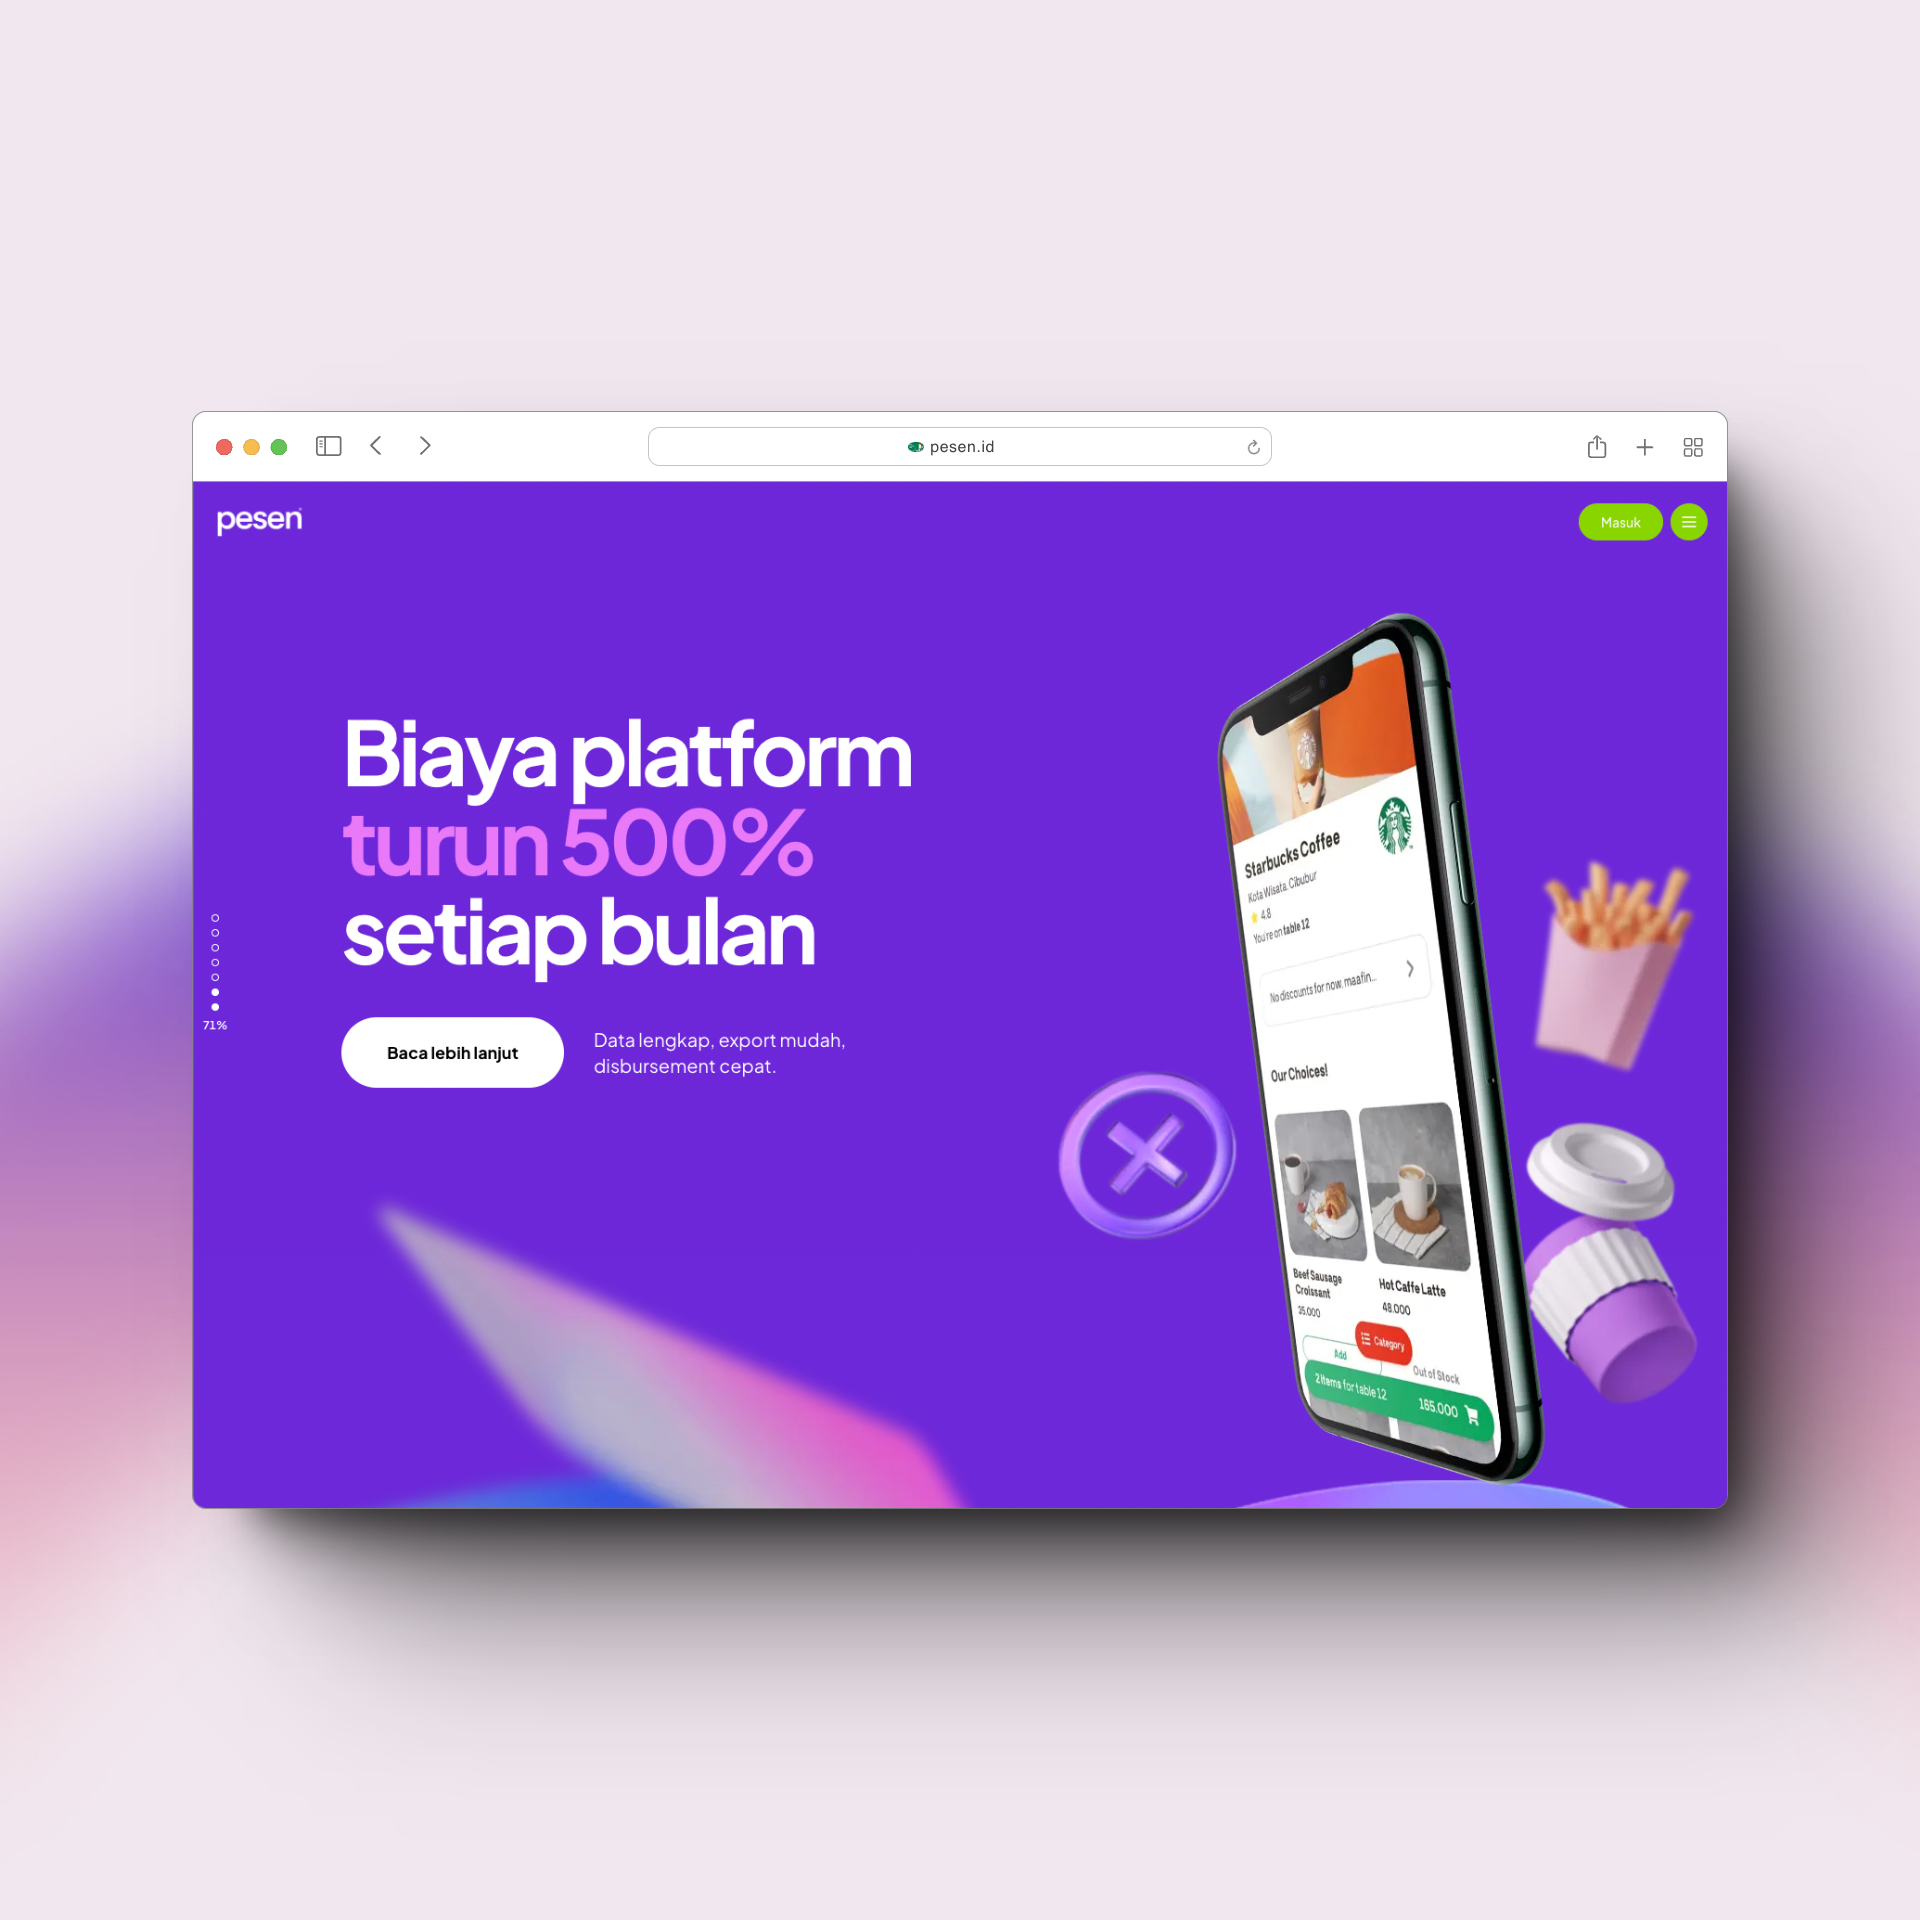 pesen.id
pesen
Masuk
Biaya platform
turun 500%
setiap bulan
71%
Baca lebih lanjut
Data lengkap, export mudah,
disbursement cepat.
Starbucks Coffee
Kota Wisata, Cibubur
4.8
You're on table 12
No discounts for now, maafin...
Our Choices!
Beef Sausage
Croissant
35.000
Hot Caffe Latte
48.000
Category
Add
Out of Stock
2 Items for table 12
165.000